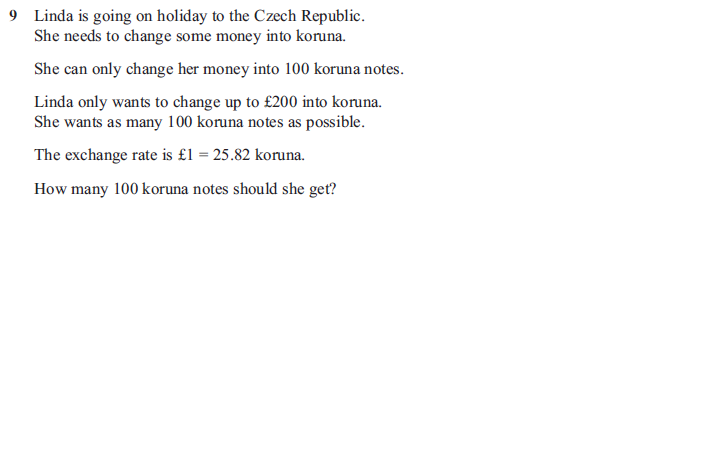 9 Linda is going on holiday to the Czech Republic.
She needs to change some money into koruna.
She can only change her money into 100 koruna notes.
Linda only wants to change up to £200 into koruna.
She wants as many 100 koruna notes as possible.
The exchange rate is £1 = 25.82 koruna.
How many 100 koruna notes should she get?